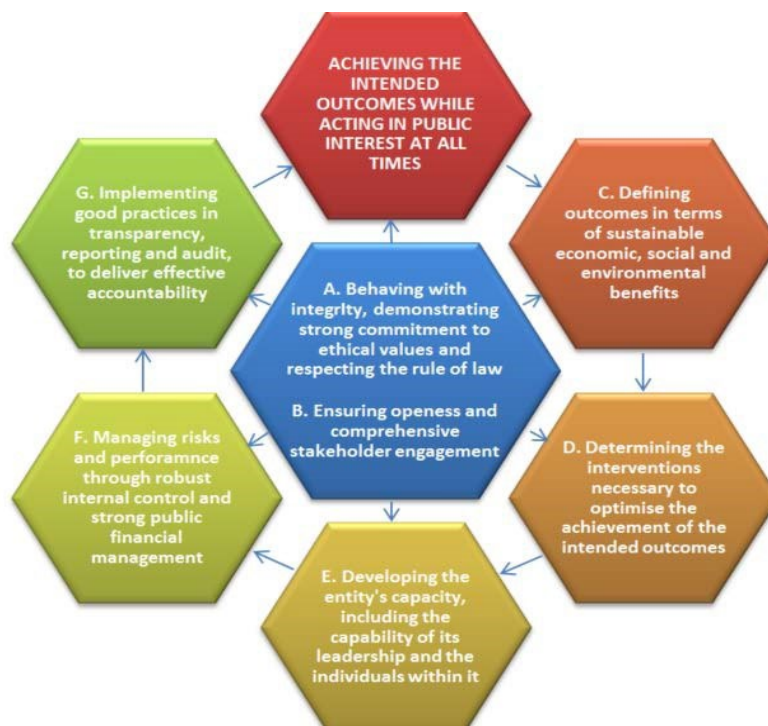 ACHIEVING THE
INTENDED
OUTCOMES WHILE
ACTING IN PUBLIC
INTEREST AT ALL
TIMES
G. Implementing
good practices in
transparency,
reporting and audit,
to deliver effective
accountability
C. Defining
outcomes in terms
of sustainable
economic, social and
environmental
benefits
A. Behaving with
integrIty, demonstrating
strong commitment to
ethical values and
respecting the rule of law
B. Ensuring openess and
comprehensive
stakeholder engagement
F. Managing risks
and perforamnce
through robust
internal control and
strong public
financial
management
D. Determining the
interventions
necessary to
optimise the
achievement of the
intended outcomes
E. Developing the
entity's capacity,
including the
capability of its
leadership and the
individuals within it